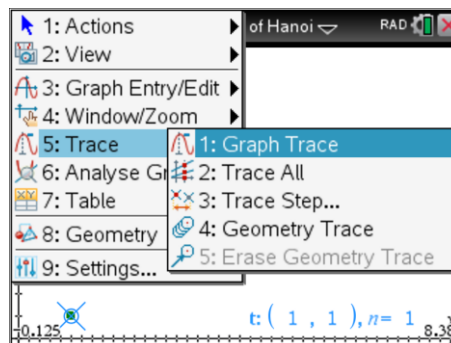 1: Actions
of Hanoi
RAD
2: View
3: Graph Entry/Edit
4: Window/Zoom
5: Trace
1: Graph Trace
6: Analyse Gr
2: Trace All
7: Table
3: Trace Step...
8: Geometry
4: Geometry Trace
5: Erase Geometry Trace
9: Settings...
t: ( 1 , 1 ), n= 1
-0.125
8.38